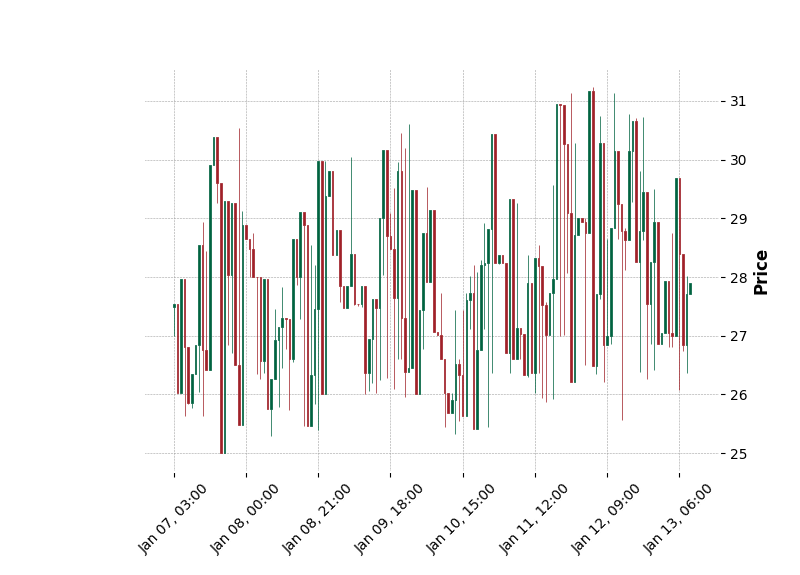 31
30
29
28
27
26
25
Price
Jan 07, 03:00
Jan 08, 00:00
Jan 08, 21:00
Jan 09, 18:00
Jan 10, 15:00
Jan 11, 12:00
Jan 12, 09:00
Jan 13, 06:00